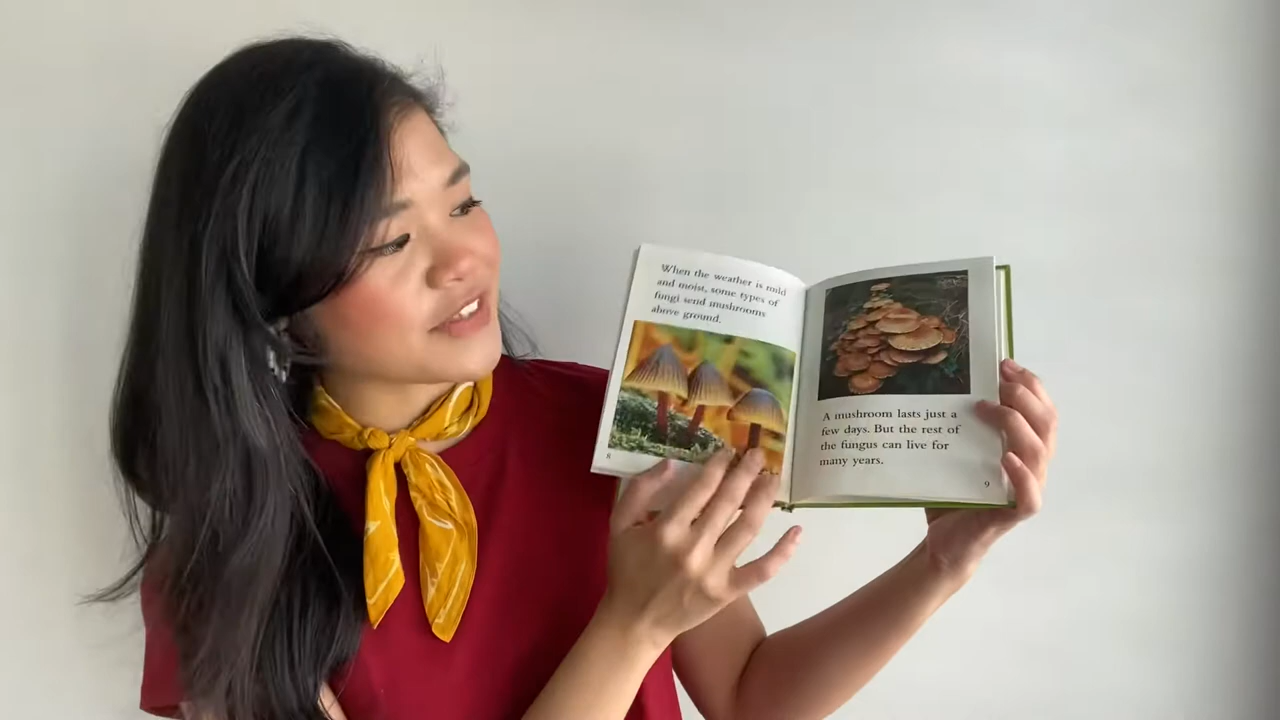 When the weather is mild
and moist, some types of
fungi send mushrooms
above ground.
8
A mushroom lasts just a
few days. But the rest of
the fungus can live for
many years.
9